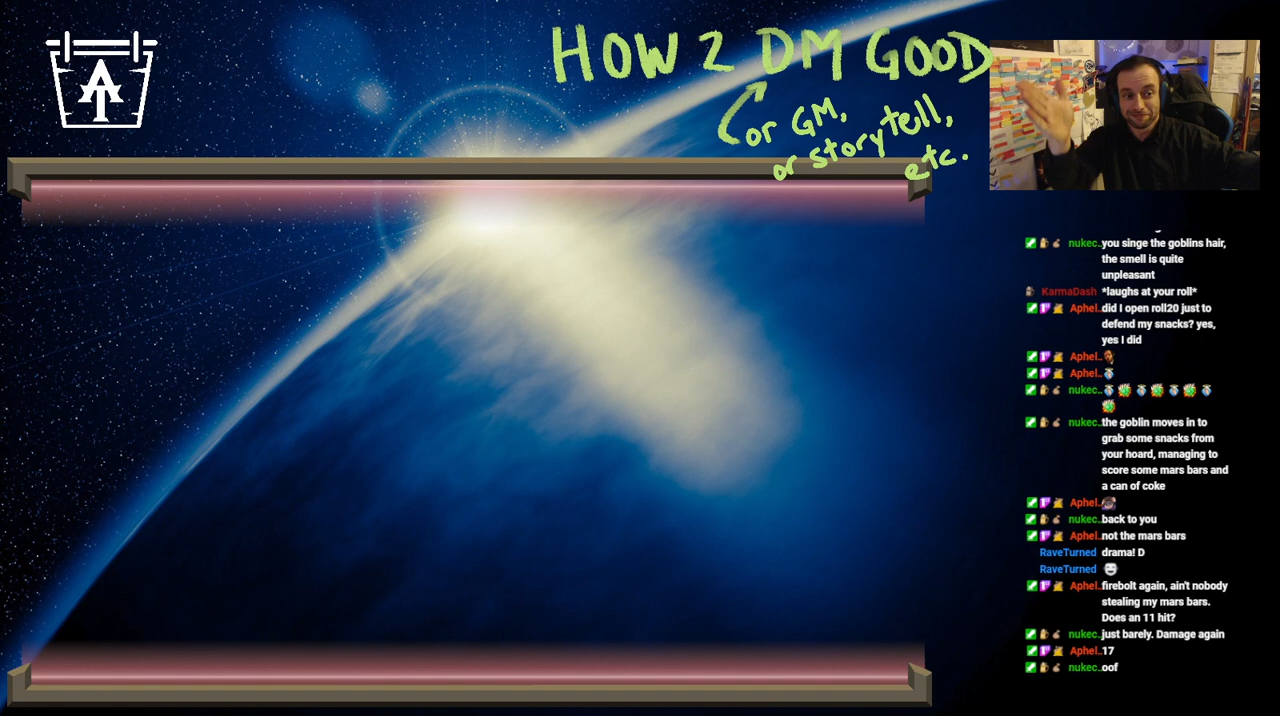 HOW 2 DM GOOD
or GM,
or storytell,
etc.
nukec.. you singe the goblins hair,
the smell is quite
unpleasant
KarmaDash *laughs at your roll*
Aphel.. did I open roll20 just to
defend my snacks? yes,
yes I did
Aphel..
Aphel..
nukec..
nukec.. the goblin moves in to
grab some snacks from
your hoard, managing to
score some mars bars and
a can of coke
Aphel..
nukec.. back to you
Aphel.. not the mars bars
RaveTurned drama! D
RaveTurned
Aphel.. firebolt again, ain't nobody
stealing my mars bars.
Does an 11 hit?
nukec.. just barely. Damage again
Aphel.. 17
nukec.. oof